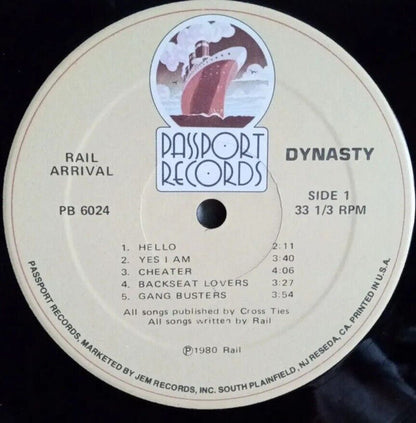 PASSPORT
RECORDS
RAIL
ARRIVAL
PB 6024
DYNASTY
SIDE 1
33 1/3 RPM
1. HELLO 2:11
2. YES I AM 3:40
3. CHEATER 4:06
4. BACKSEAT LOVERS 3:27
5. GANG BUSTERS 3:54
All songs published by Cross Ties
All songs written by Rail
Ⓟ1980 Rail
PASSPORT RECORDS, MARKETED BY JEM RECORDS, INC. SOUTH PLAINFIELD, NJ RESEDA, CA. PRINTED IN U.S.A.